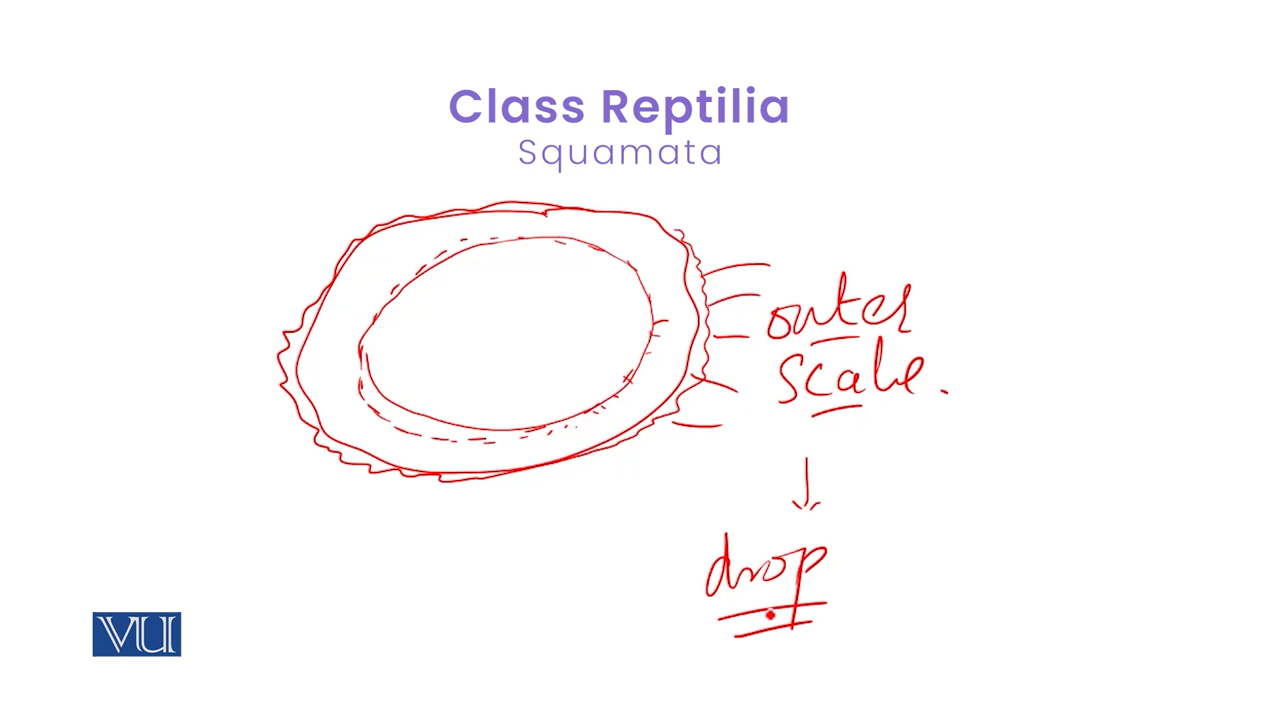 Class Reptilia
Squamata
outer
scale.
drop
VU